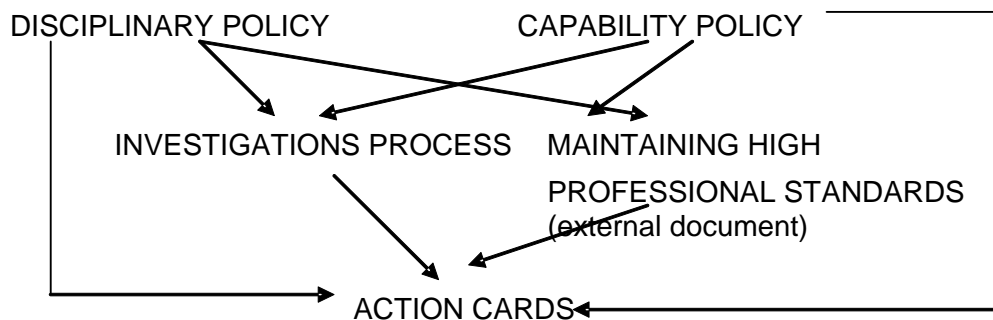 DISCIPLINARY POLICY
CAPABILITY POLICY
INVESTIGATIONS PROCESS
MAINTAINING HIGH
PROFESSIONAL STANDARDS
(external document)
ACTION CARDS